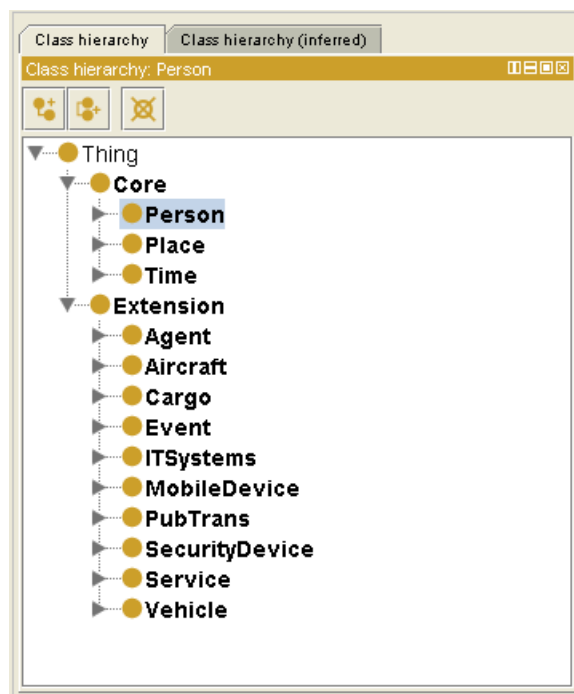 Class hierarchy
Class hierarchy (inferred)
Class hierarchy: Person
Thing
Core
Person
Place
Time
Extension
Agent
Aircraft
Cargo
Event
ITSystems
MobileDevice
PubTrans
SecurityDevice
Service
Vehicle